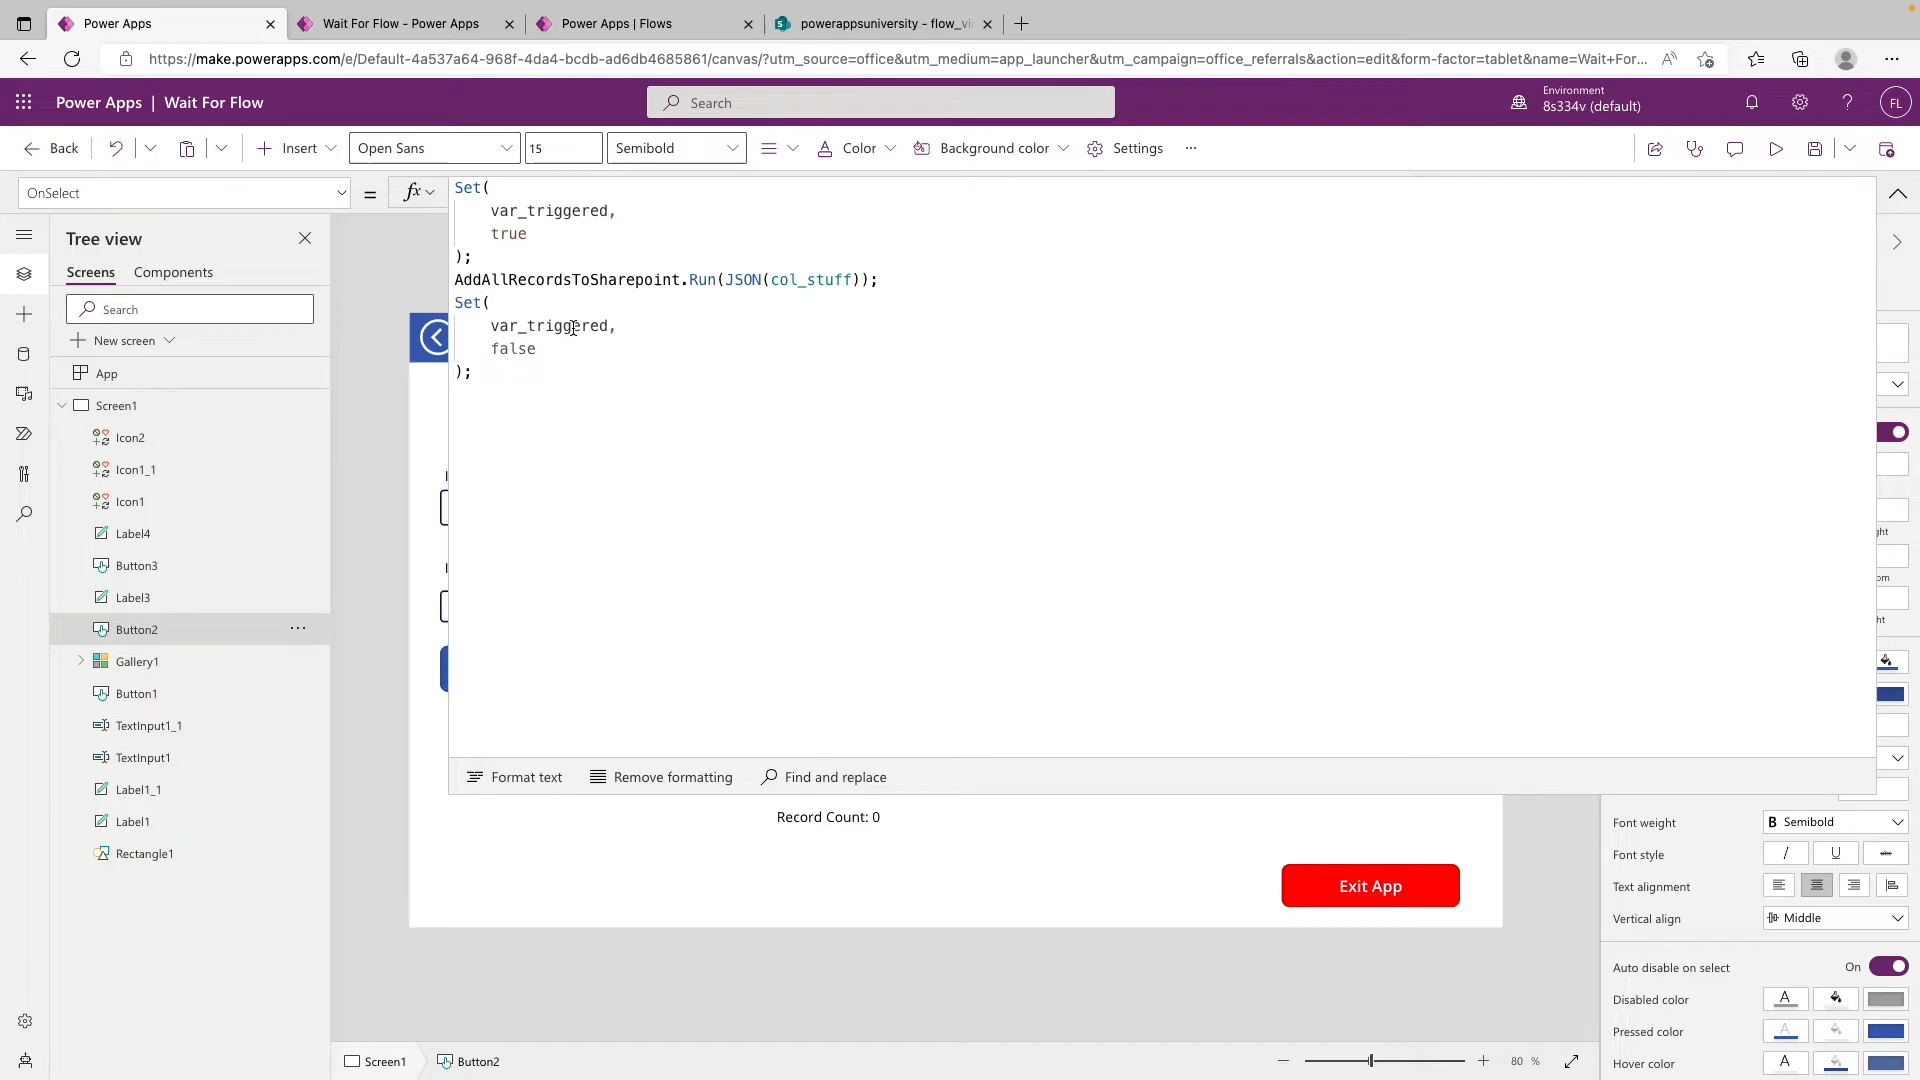 Power Apps
Wait For Flow - Power Apps
Power Apps | Flows
powerappsuniversity - flow_vi
https://make.powerapps.com/e/Default-4a537a64-968f-4da4-bcdb-ad6db4685861/canvas/?utm_source=office&utm_medium=app_launcher&utm_campaign=office_referrals&action=edit&form-factor=tablet&name=Wait+For...
Power Apps | Wait For Flow
Search
Environment
8s334v (default)
FL
Back
Insert
Open Sans
15
Semibold
Color
Background color
Settings
OnSelect
=
fx
Set(
var_triggered,
true
);
AddAllRecordsToSharepoint.Run(JSON(col_stuff));
Set(
var_triggered,
false
);
Tree view
Screens
Components
Search
New screen
App
Screen1
Icon2
Icon1_1
Icon1
Label4
Button3
Label3
Button2
Gallery1
Button1
TextInput1_1
TextInput1
Label1_1
Label1
Rectangle1
Format text
Remove formatting
Find and replace
Record Count: 0
Exit App
ght
om
ht
Font weight
B Semibold
Font style
Text alignment
Vertical align
Middle
Auto disable on select
On
Disabled color
Pressed color
Hover color
Screen1
Button2
80 %